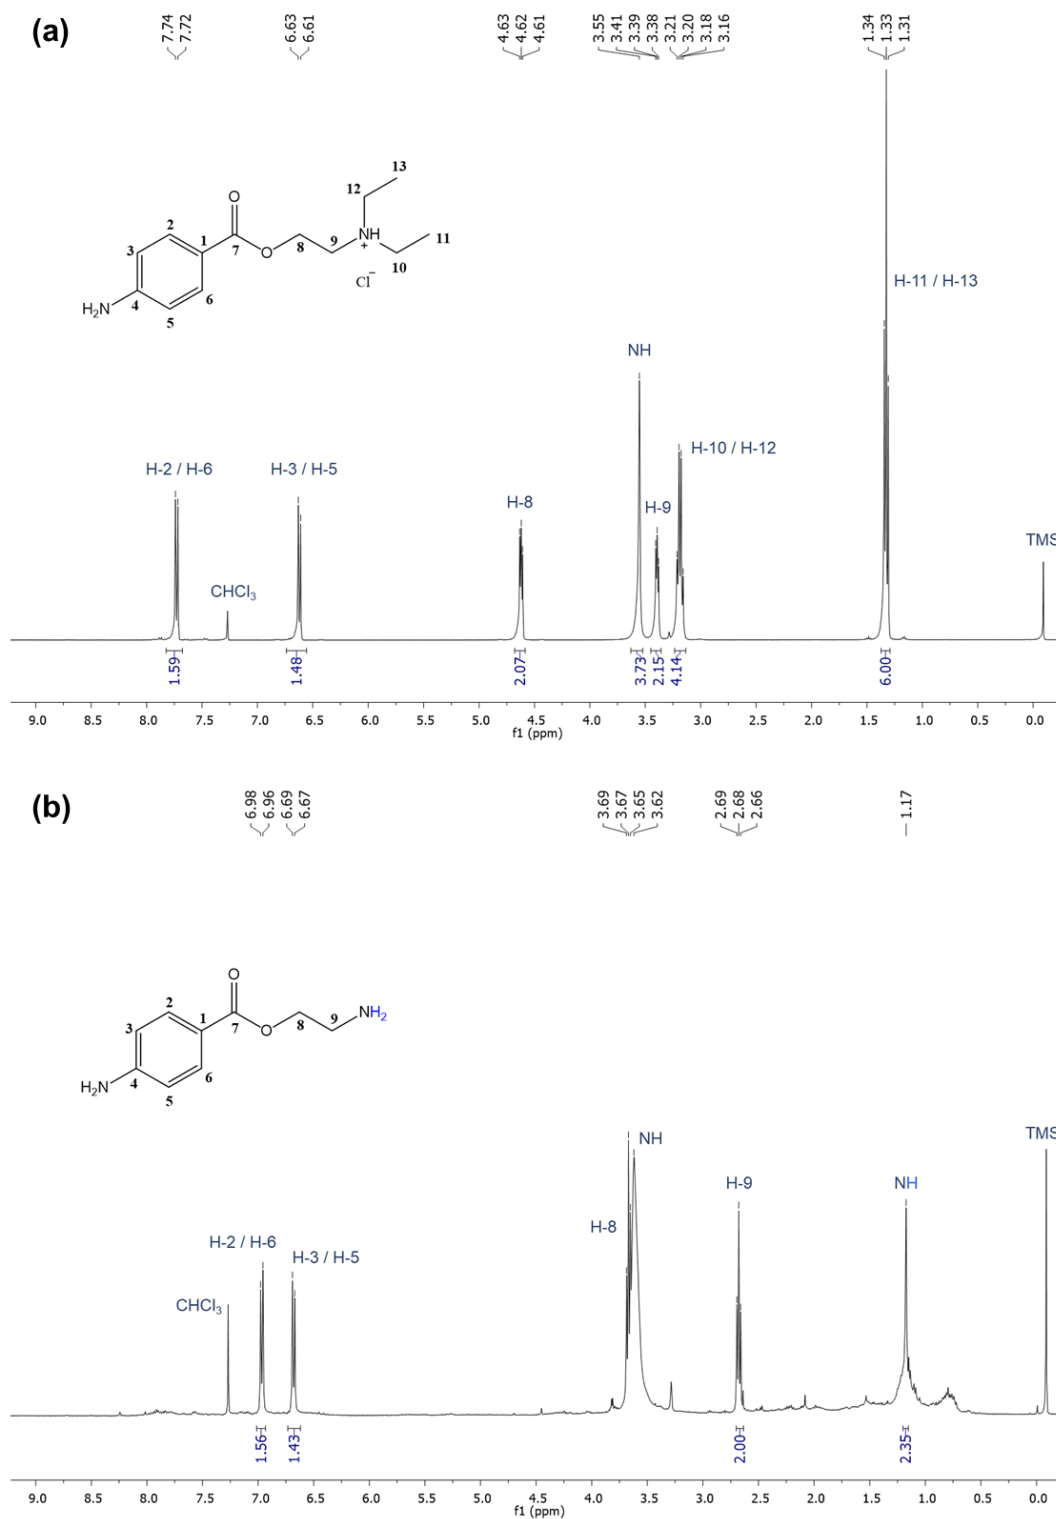 (a)
7.74
7.72
6.63
6.61
4.63
4.62
4.61
3.55
3.41
3.39
3.38
3.21
3.20
3.18
3.16
1.34
1.33
1.31
13
12
O
2
3
1
7
O
8
9
NH
+
11
10
Cl⁻
H₂N
4
5
6
H-11 / H-13
NH
H-10 / H-12
H-2 / H-6
H-3 / H-5
H-8
H-9
CHCl₃
TMS
1.59
1.48
2.07
3.73
2.15
4.14
6.00
9.0 8.5 8.0 7.5 7.0 6.5 6.0 5.5 5.0 4.5 4.0 3.5 3.0 2.5 2.0 1.5 1.0 0.5 0.0
f1 (ppm)
(b)
6.98
6.96
6.69
6.67
3.69
3.67
3.65
3.62
2.69
2.68
2.66
1.17
O
2
3
1
7
O
8
9
NH₂
H₂N
4
5
6
NH
TMS
H-9
NH
H-8
H-2 / H-6
H-3 / H-5
CHCl₃
1.56
1.43
2.00
2.35
9.0 8.5 8.0 7.5 7.0 6.5 6.0 5.5 5.0 4.5 4.0 3.5 3.0 2.5 2.0 1.5 1.0 0.5 0.0
f1 (ppm)